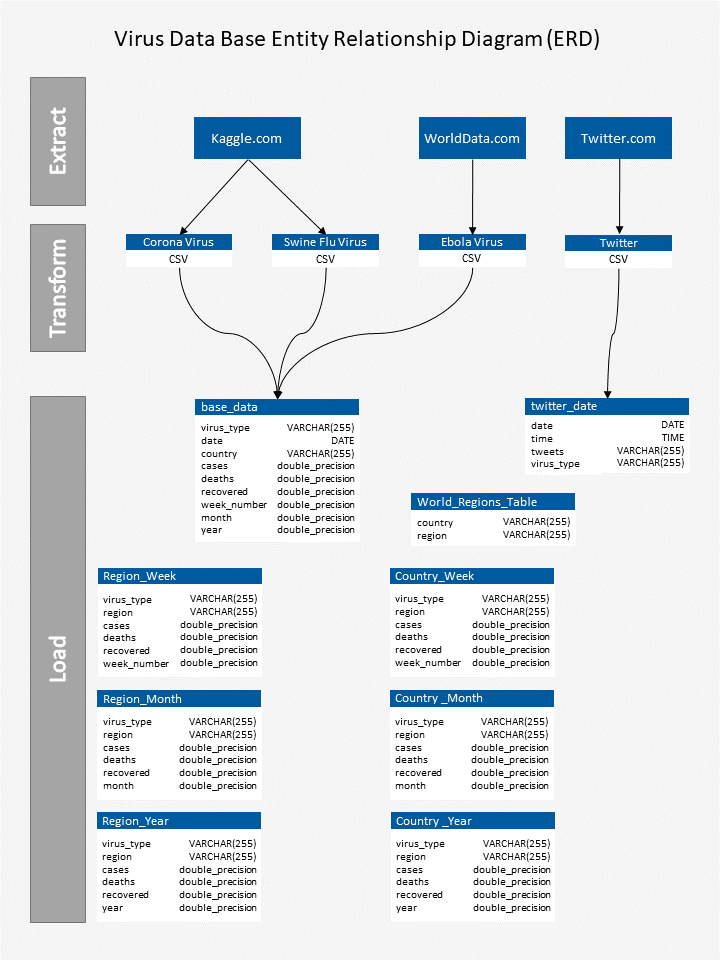 Virus Data Base Entity Relationship Diagram (ERD)
Extract
Kaggle.com
WorldData.com
Twitter.com
Transform
Corona Virus
CSV
Swine Flu Virus
CSV
Ebola Virus
CSV
Twitter
CSV
Load
base_data
virus_type VARCHAR(255)
date DATE
country VARCHAR(255)
cases double_precision
deaths double_precision
recovered double_precision
week_number double_precision
month double_precision
year double_precision
twitter_date
date DATE
time TIME
tweets VARCHAR(255)
virus_type VARCHAR(255)
World_Regions_Table
country VARCHAR(255)
region VARCHAR(255)
Region_Week
virus_type VARCHAR(255)
region VARCHAR(255)
cases double_precision
deaths double_precision
recovered double_precision
week_number double_precision
Country_Week
virus_type VARCHAR(255)
region VARCHAR(255)
cases double_precision
deaths double_precision
recovered double_precision
week_number double_precision
Region_Month
virus_type VARCHAR(255)
region VARCHAR(255)
cases double_precision
deaths double_precision
recovered double_precision
month double_precision
Country _Month
virus_type VARCHAR(255)
region VARCHAR(255)
cases double_precision
deaths double_precision
recovered double_precision
month double_precision
Region_Year
virus_type VARCHAR(255)
region VARCHAR(255)
cases double_precision
deaths double_precision
recovered double_precision
year double_precision
Country _Year
virus_type VARCHAR(255)
region VARCHAR(255)
cases double_precision
deaths double_precision
recovered double_precision
year double_precision